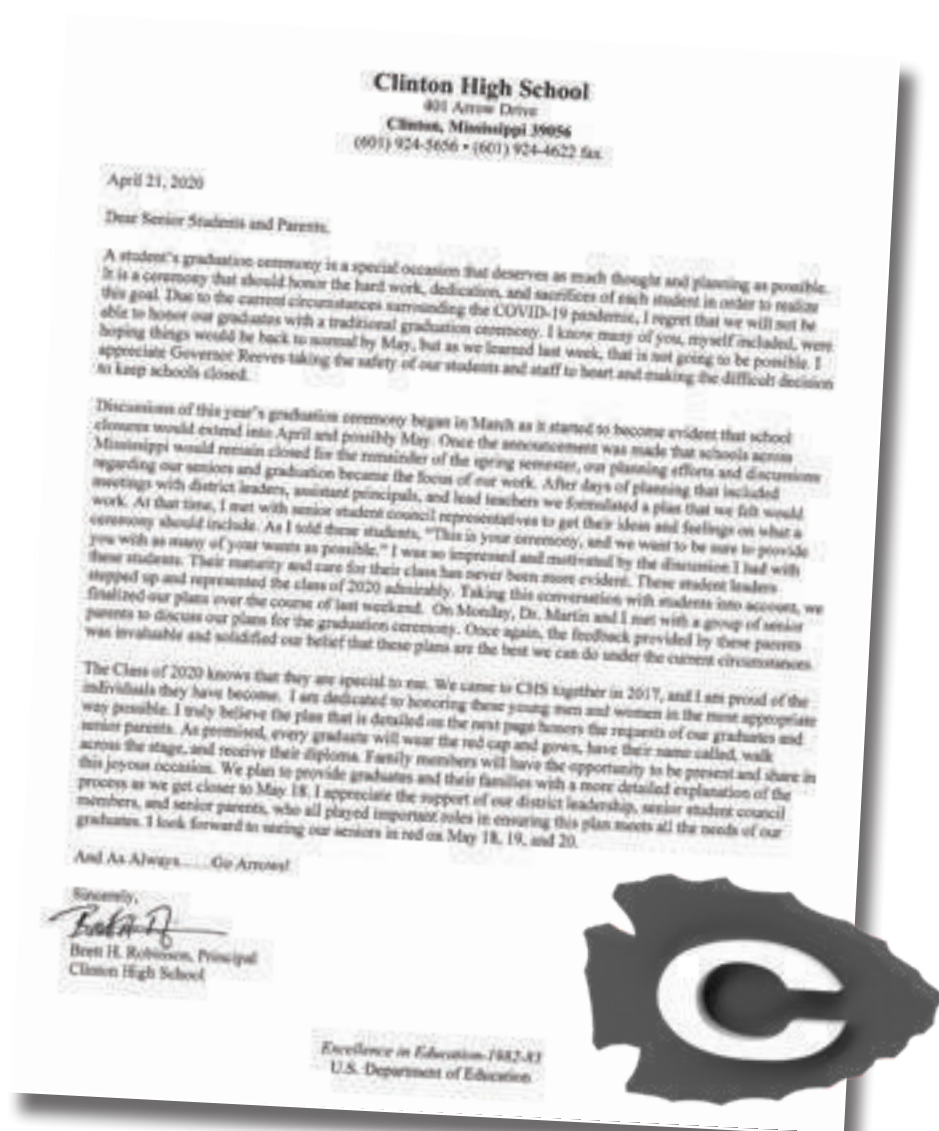 Clinton High School
401 Arrow Drive
Clinton, Mississippi 39056
(601) 924-5656 • (601) 924-4622 fax
April 21, 2020
Dear Senior Students and Parents,
A student's graduation ceremony is a special occasion that deserves as much thought and planning as possible.
It is a ceremony that should honor the hard work, dedication, and sacrifices of each student in order to realize
this goal. Due to the current circumstances surrounding the COVID-19 pandemic, I regret that we will not be
able to honor our graduates with a traditional graduation ceremony. I know many of you, myself included, were
hoping things would be back to normal by May, but as we learned last week, that is not going to be possible. I
appreciate Governor Reeves taking the safety of our students and staff to heart and making the difficult decision
to keep schools closed.
Discussions of this year's graduation ceremony began in March as it started to become evident that school
closures would extend into April and possibly May. Once the announcement was made that schools across
Mississippi would remain closed for the remainder of the spring semester, our planning efforts and discussions
regarding our seniors and graduation became the focus of our work. After days of planning that included
meetings with district leaders, assistant principals, and lead teachers we formulated a plan that we felt would
work. At that time, I met with senior student council representatives to get their ideas and feelings on what a
ceremony should include. As I told these students, "This is your ceremony, and we want to be sure to provide
you with as many of your wants as possible." I was so impressed and motivated by the discussion I had with
these students. Their maturity and care for their class has never been more evident. These student leaders
stepped up and represented the class of 2020 admirably. Taking this conversation with students into account, we
finalized our plans over the course of last weekend. On Monday, Dr. Martin and I met with a group of senior
parents to discuss our plans for the graduation ceremony. Once again, the feedback provided by these parents
was invaluable and solidified our belief that these plans are the best we can do under the current circumstances.
The Class of 2020 knows that they are special to me. We came to CHS together in 2017, and I am proud of the
individuals they have become. I am dedicated to honoring these young men and women in the most appropriate
way possible. I truly believe the plan that is detailed on the next page honors the requests of our graduates and
senior parents. As promised, every graduate will wear the red cap and gown, have their name called, walk
across the stage, and receive their diploma. Family members will have the opportunity to be present and share in
this joyous occasion. We plan to provide graduates and their families with a more detailed explanation of the
process as we get closer to May 18. I appreciate the support of our district leadership, senior student council
members, and senior parents, who all played important roles in ensuring this plan meets all the needs of our
graduates. I look forward to seeing our seniors in red on May 18, 19, and 20.
And As Always......Go Arrows!
Sincerely,
Brett H. Robinson, Principal
Clinton High School
Excellence in Education-1982-83
U.S. Department of Education
C